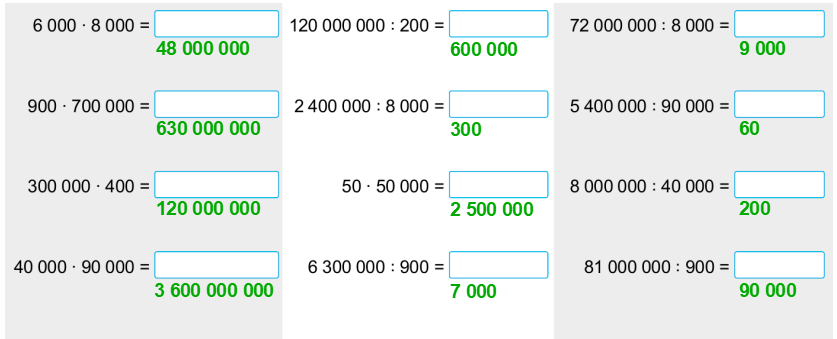 6 000 · 8 000 =
48 000 000
900 · 700 000 =
630 000 000
300 000 · 400 =
120 000 000
40 000 · 90 000 =
3 600 000 000
120 000 000 : 200 =
600 000
2 400 000 : 8 000 =
300
50 · 50 000 =
2 500 000
6 300 000 : 900 =
7 000
72 000 000 : 8 000 =
9 000
5 400 000 : 90 000 =
60
8 000 000 : 40 000 =
200
81 000 000 : 900 =
90 000